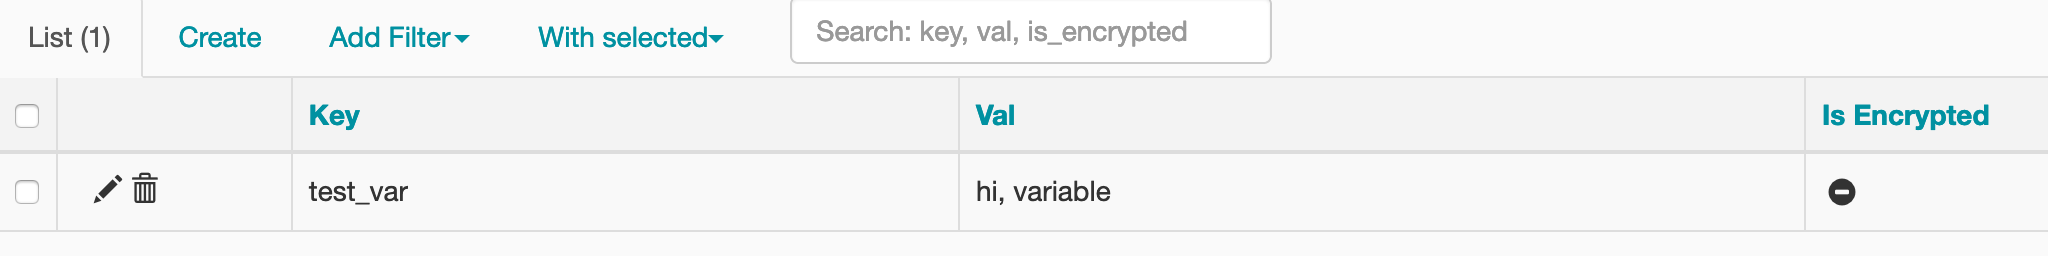 List (1) Create Add Filter With selected Search: key, val, is_encrypted
Key Val Is Encrypted
test_var hi, variable